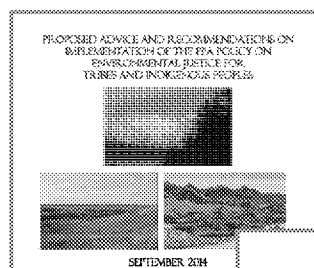 PROPOSED ADVICE AND RECOMMENDATIONS ON
IMPLEMENTATION OF THE EPA POLICY ON
ENVIRONMENTAL JUSTICE FOR
TRIBES AND INDIGENOUS PEOPLES
SEPTEMBER 2014